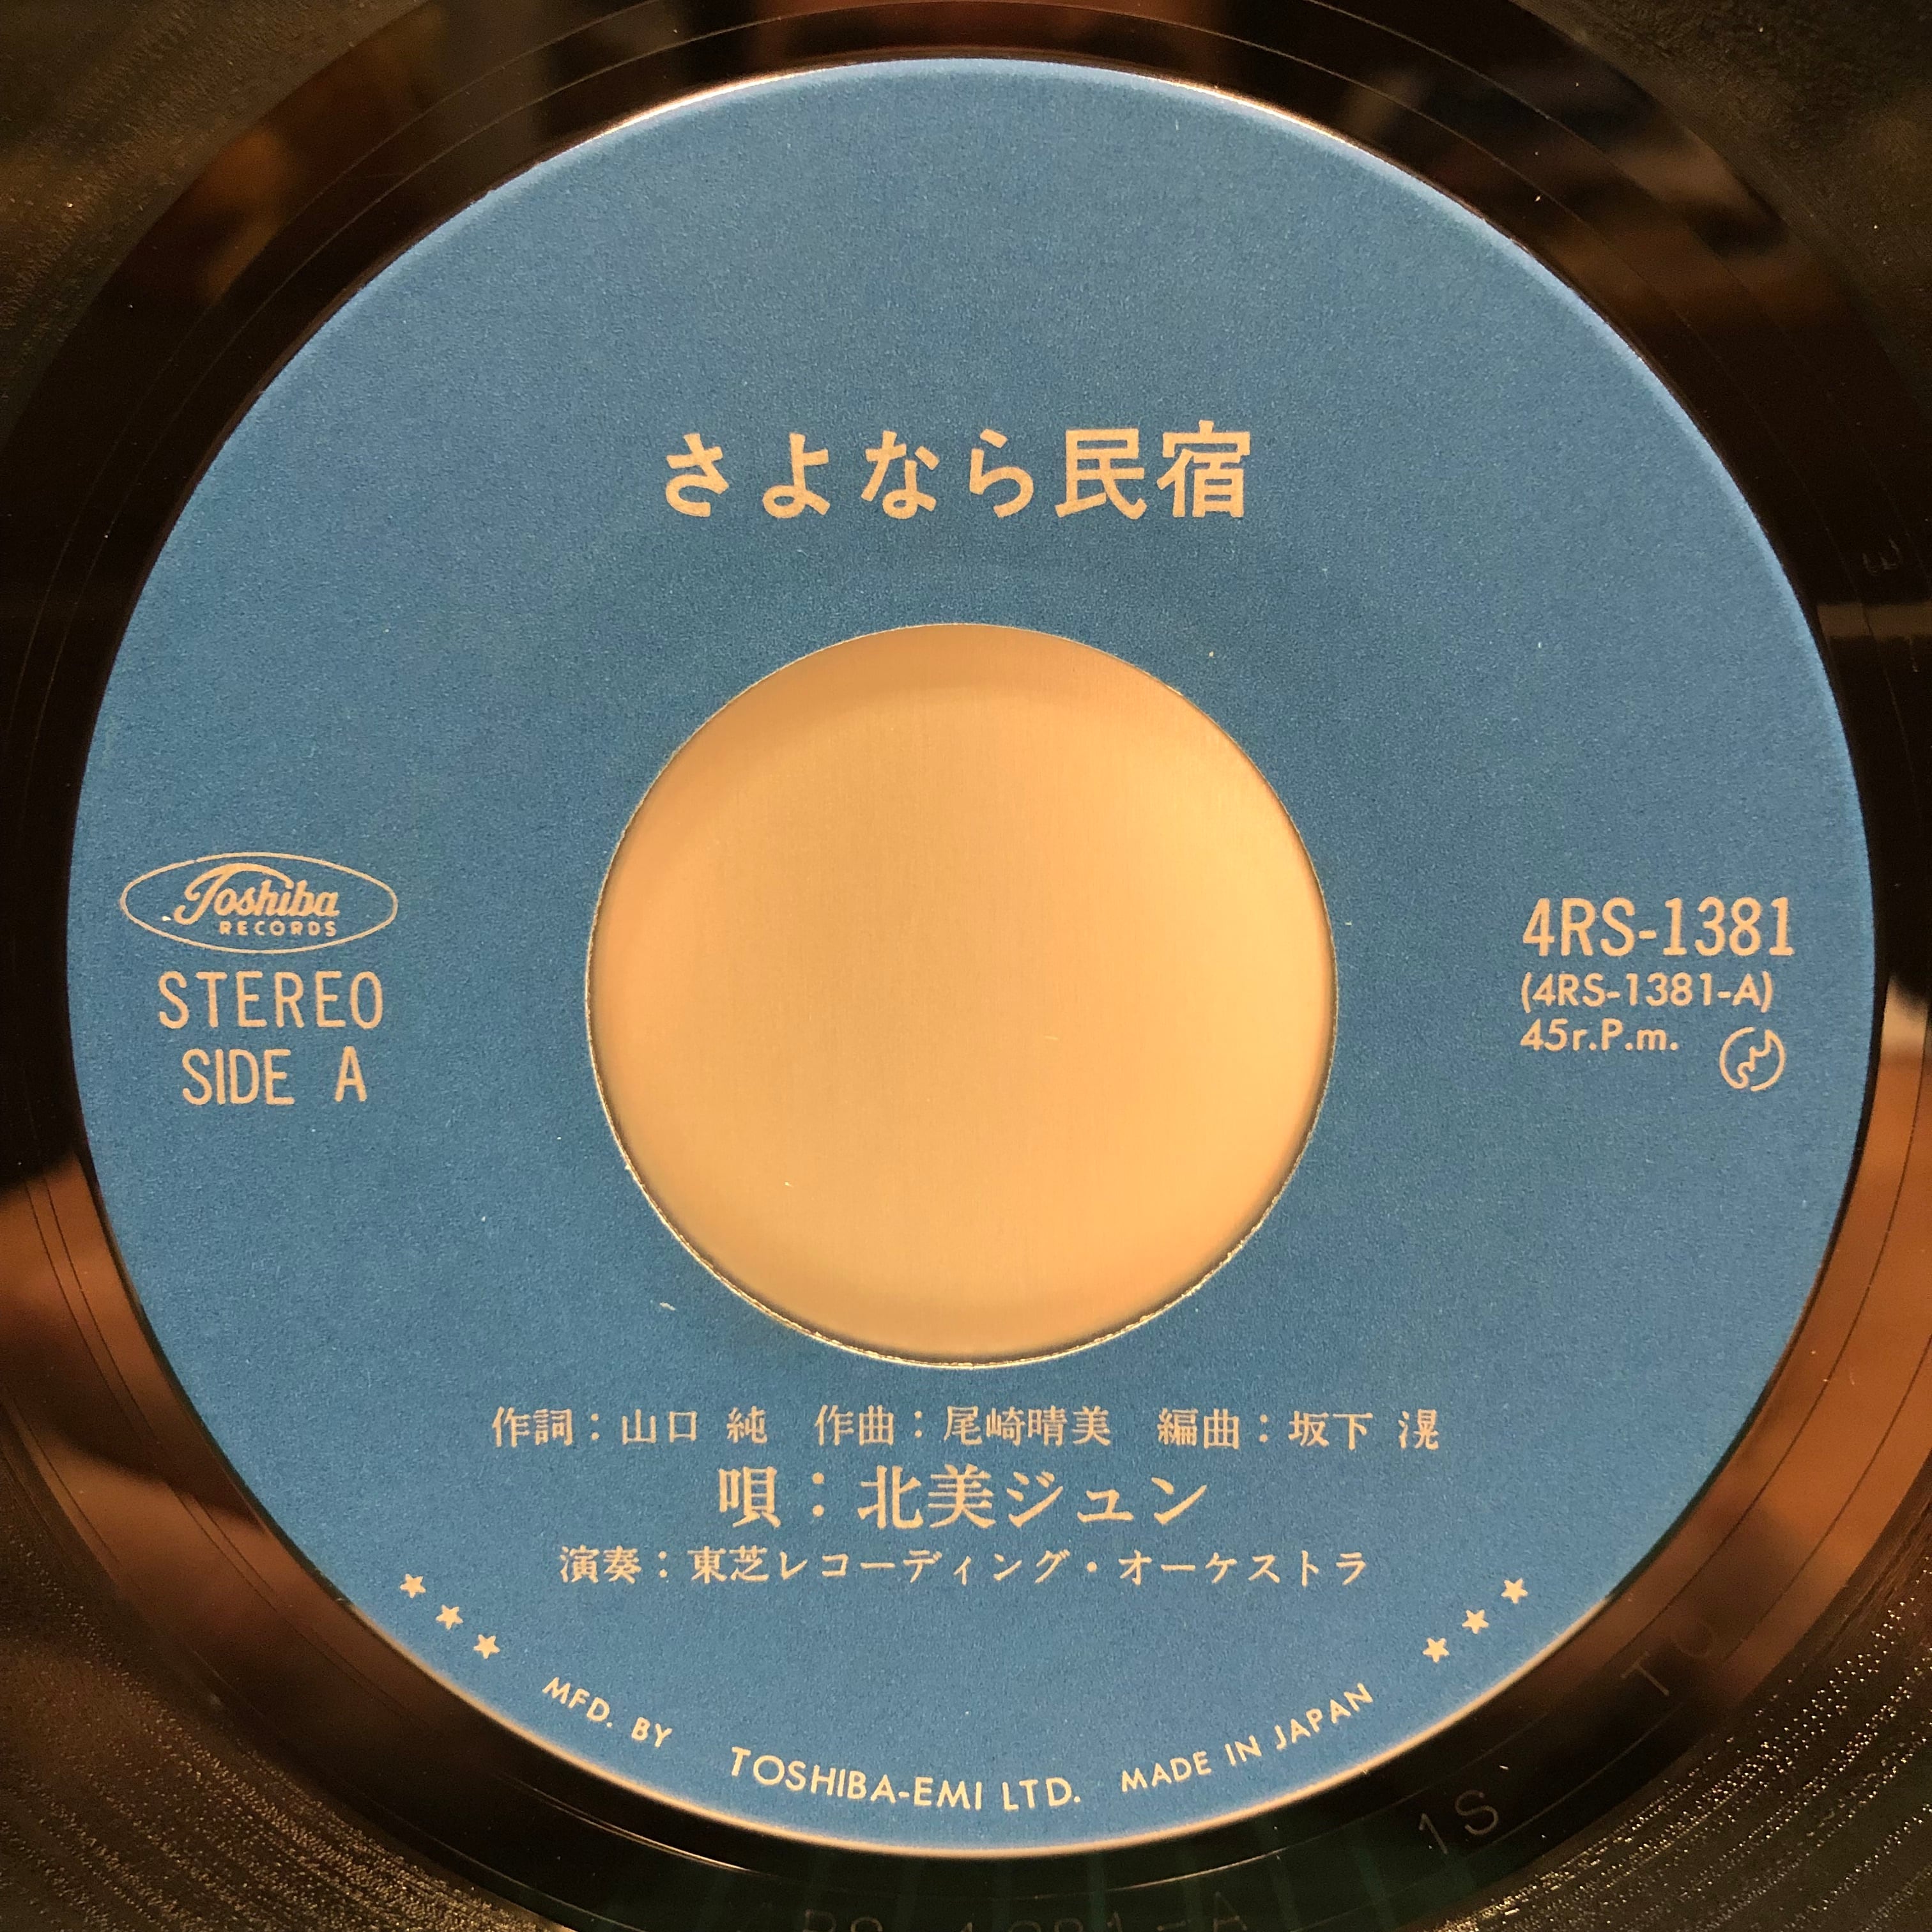 さよなら民宿
Toshiba
RECORDS
STEREO
SIDE A
4RS-1381
(4RS-1381-A)
45r.P.m.
作詞：山口 純　作曲：尾崎晴美　編曲：坂下 滉
唄：北美ジュン
演奏：東芝レコーディング・オーケストラ
MFD. BY TOSHIBA-EMI LTD. MADE IN JAPAN
1S